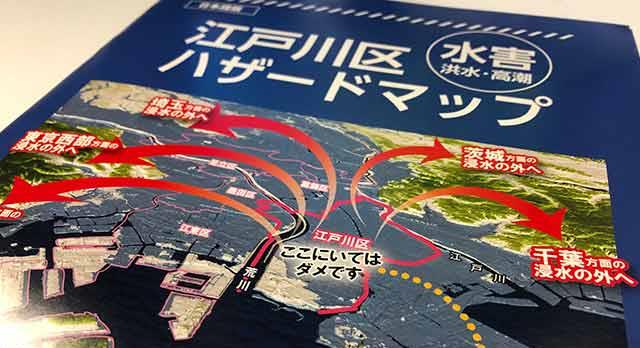 日本語版
江戸川区
水害
洪水・高潮
ハザードマップ
埼玉方面の
浸水の外へ
東京西部方面の
浸水の外へ
茨城方面の
浸水の外へ
千葉方面の
浸水の外へ
方面の
外へ
葛飾区
墨田区
江東区
江戸川区
ここにいては
ダメです
荒川
江戸川